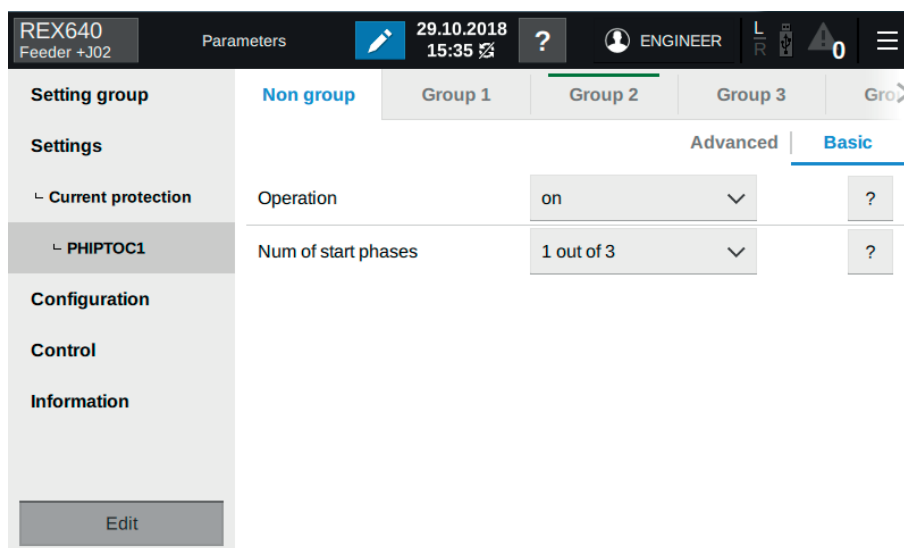 REX640
Feeder +J02
Parameters
29.10.2018
15:35
?
ENGINEER
L
R
0
Setting group
Settings
Current protection
PHIPTOC1
Configuration
Control
Information
Edit
Non group
Group 1
Group 2
Group 3
Gro
Advanced
Basic
Operation
on
?
Num of start phases
1 out of 3
?